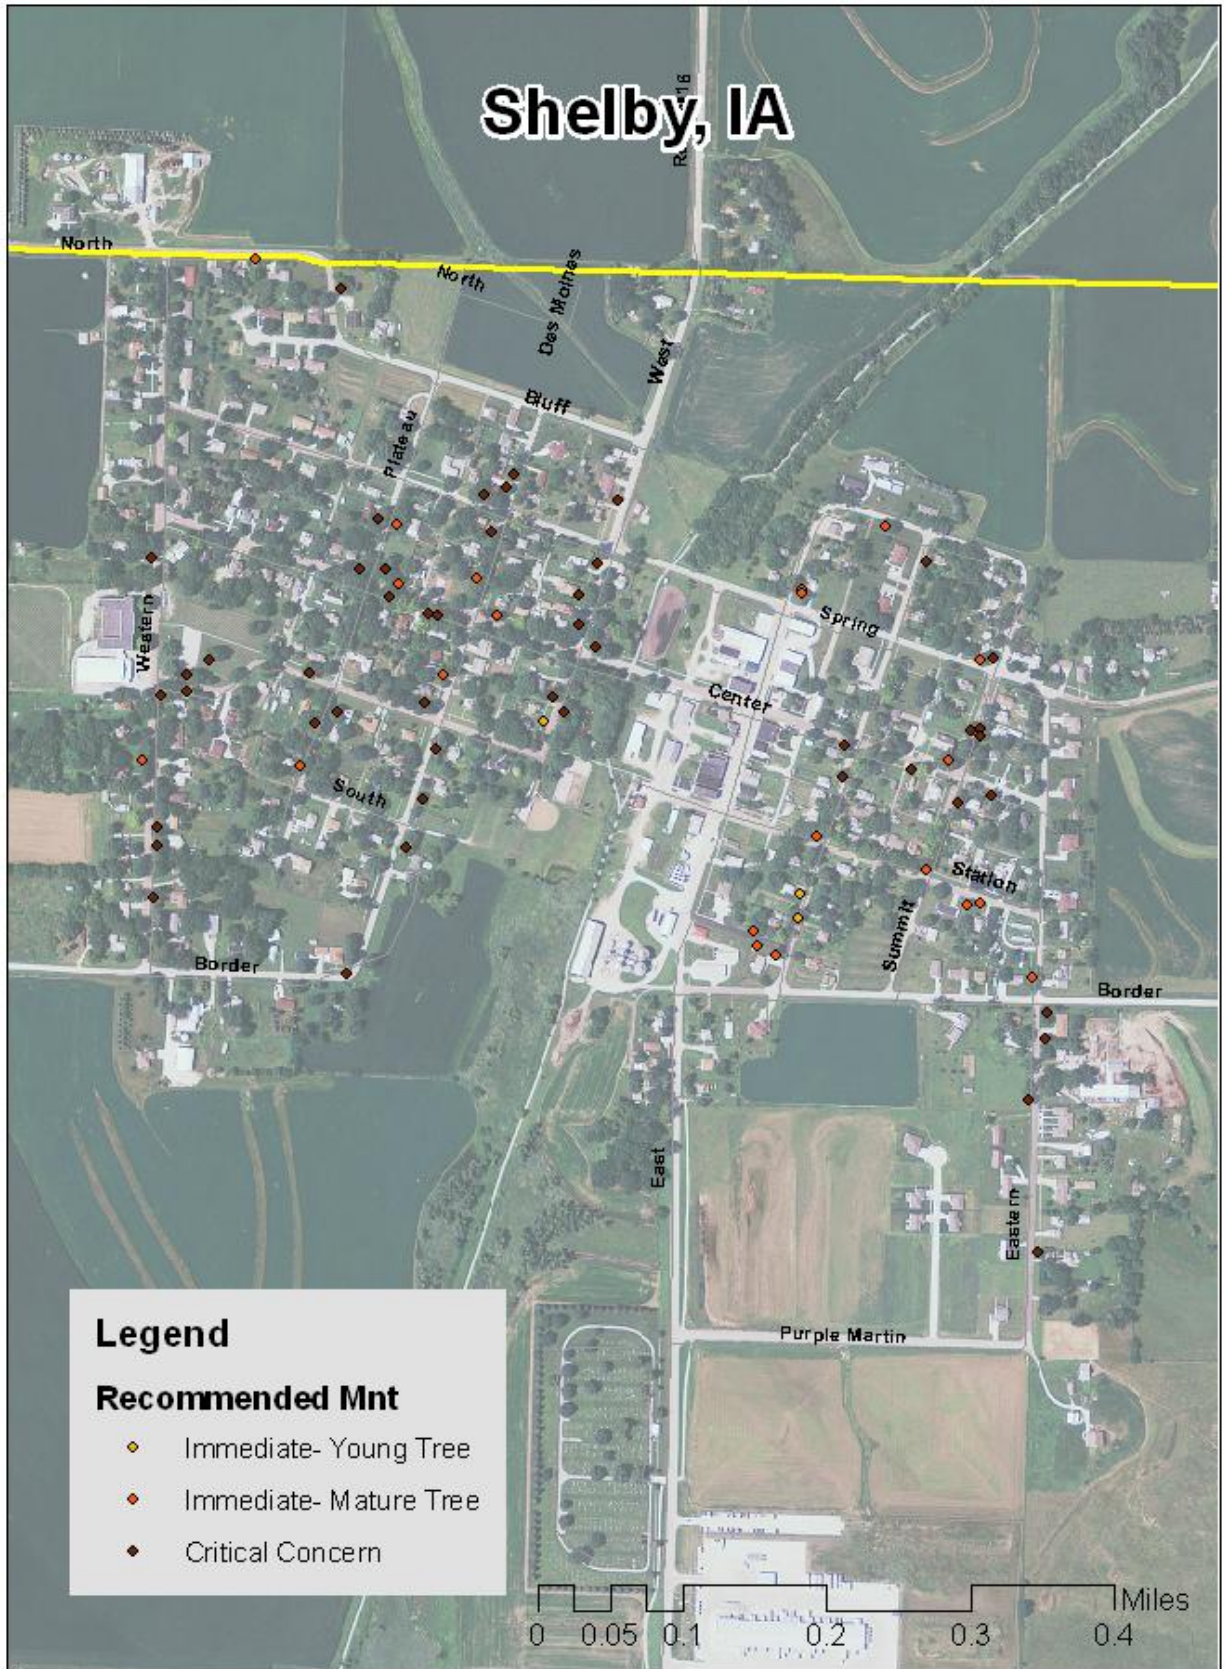 Shelby, IA
North
North
Des Moines
West
Bluff
Plateau
Spring
Western
Center
South
Station
Summit
Border
Border
East
Eastern
Purple Martin
Legend
Recommended Mnt
Immediate- Young Tree
Immediate- Mature Tree
Critical Concern
Miles
0 0.05 0.1 0.2 0.3 0.4